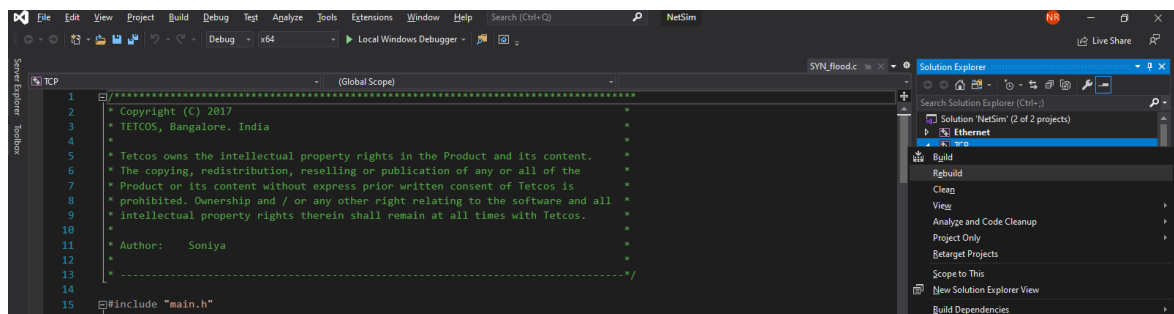 File Edit View Project Build Debug Test Analyze Tools Extensions Window Help Search (Ctrl+Q) NetSim NR
Debug x64 Local Windows Debugger Live Share
Server Explorer
Toolbox
SYN_flood.c
TCP (Global Scope)
1 /************************************************************************************
2 * Copyright (C) 2017 *
3 * TETCOS, Bangalore. India *
4 * *
5 * Tetcos owns the intellectual property rights in the Product and its content. *
6 * The copying, redistribution, reselling or publication of any or all of the *
7 * Product or its content without express prior written consent of Tetcos is *
8 * prohibited. Ownership and / or any other right relating to the software and all *
9 * intellectual property rights therein shall remain at all times with Tetcos. *
10 * *
11 * Author: Soniya *
12 * *
13 * ---------------------------------------------------------------------------------*/
14
15 #include "main.h"
Solution Explorer
Search Solution Explorer (Ctrl+;)
Solution 'NetSim' (2 of 2 projects)
Ethernet
TCP
Build
Rebuild
Clean
View
Analyze and Code Cleanup
Project Only
Retarget Projects
Scope to This
New Solution Explorer View
Build Dependencies